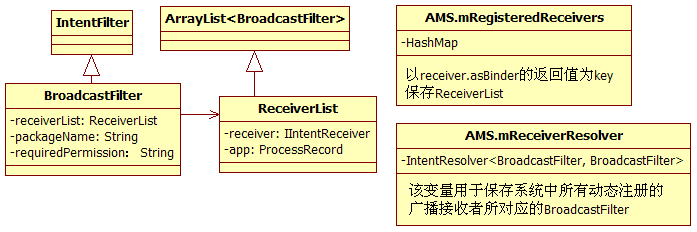 IntentFilter
ArrayList<BroadcastFilter>
BroadcastFilter
-receiverList: ReceiverList
-packageName: String
-requiredPermission: String
ReceiverList
-receiver: IIntentReceiver
-app: ProcessRecord
AMS.mRegisteredReceivers
-HashMap
以receiver.asBinder的返回值为key
保存ReceiverList
AMS.mReceiverResolver
-IntentResolver<BroadcastFilter, BroadcastFilter>
该变量用于保存系统中所有动态注册的
广播接收者所对应的BroadcastFilter